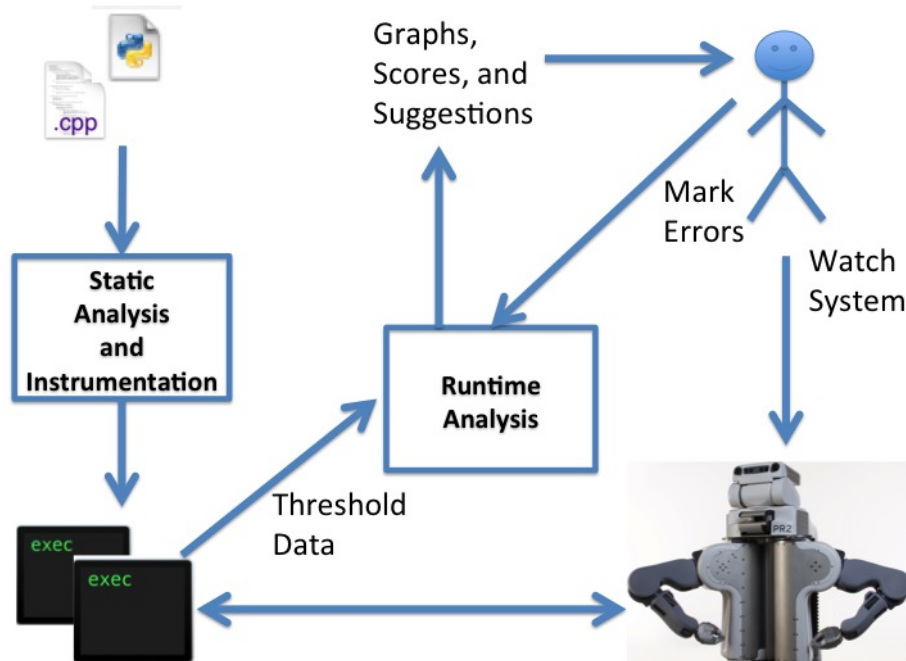 .cpp
Graphs,
Scores, and
Suggestions
Mark
Errors
Watch
System
Static
Analysis
and
Instrumentation
Runtime
Analysis
Threshold
Data
exec
exec
PR2